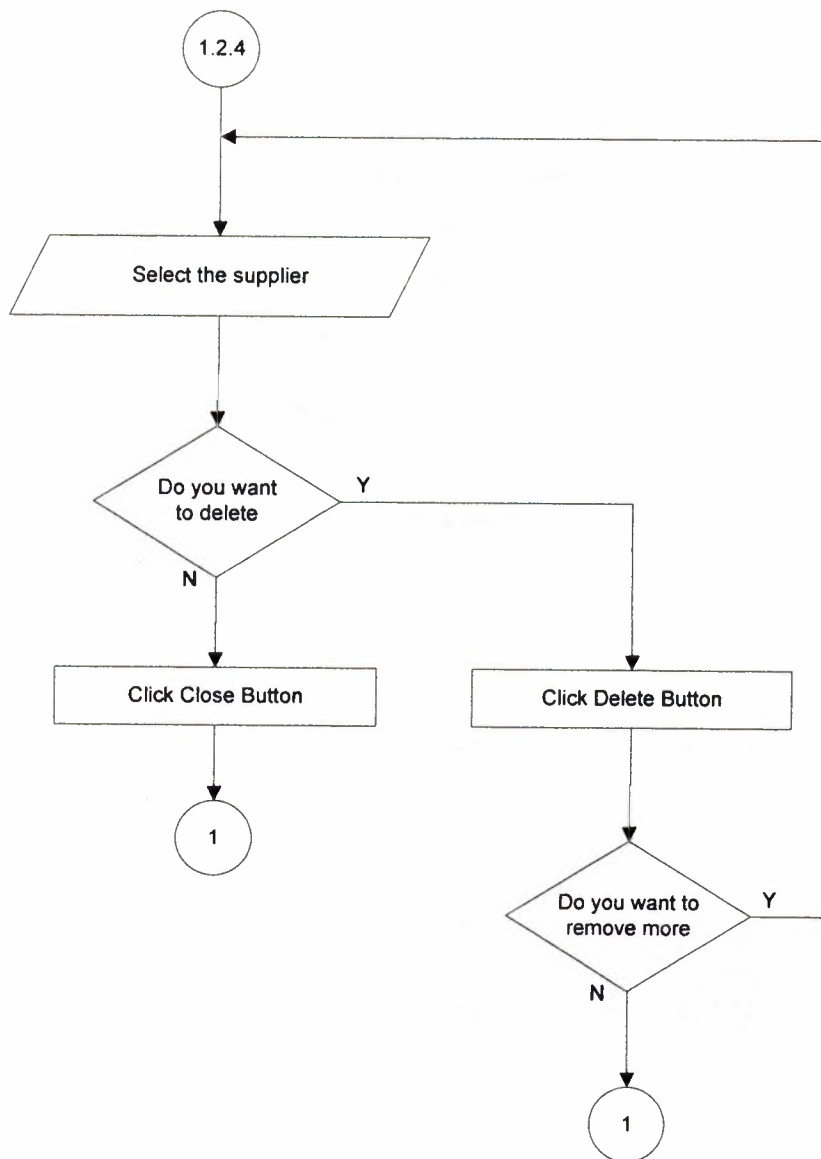 1.2.4
Select the supplier
Do you want
to delete
Y
N
Click Close Button
Click Delete Button
1
Do you want to
remove more
Y
N
1